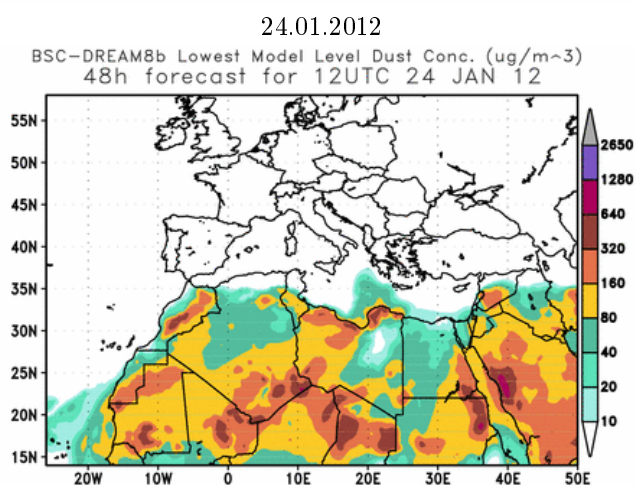 24.01.2012
BSC-DREAM8b Lowest Model Level Dust Conc. (ug/m^3)
48h forecast for 12UTC 24 JAN 12
55N
50N
45N
40N
35N
30N
25N
20N
15N
20W
10W
0
10E
20E
30E
40E
50E
2650
1280
640
320
160
80
40
20
10